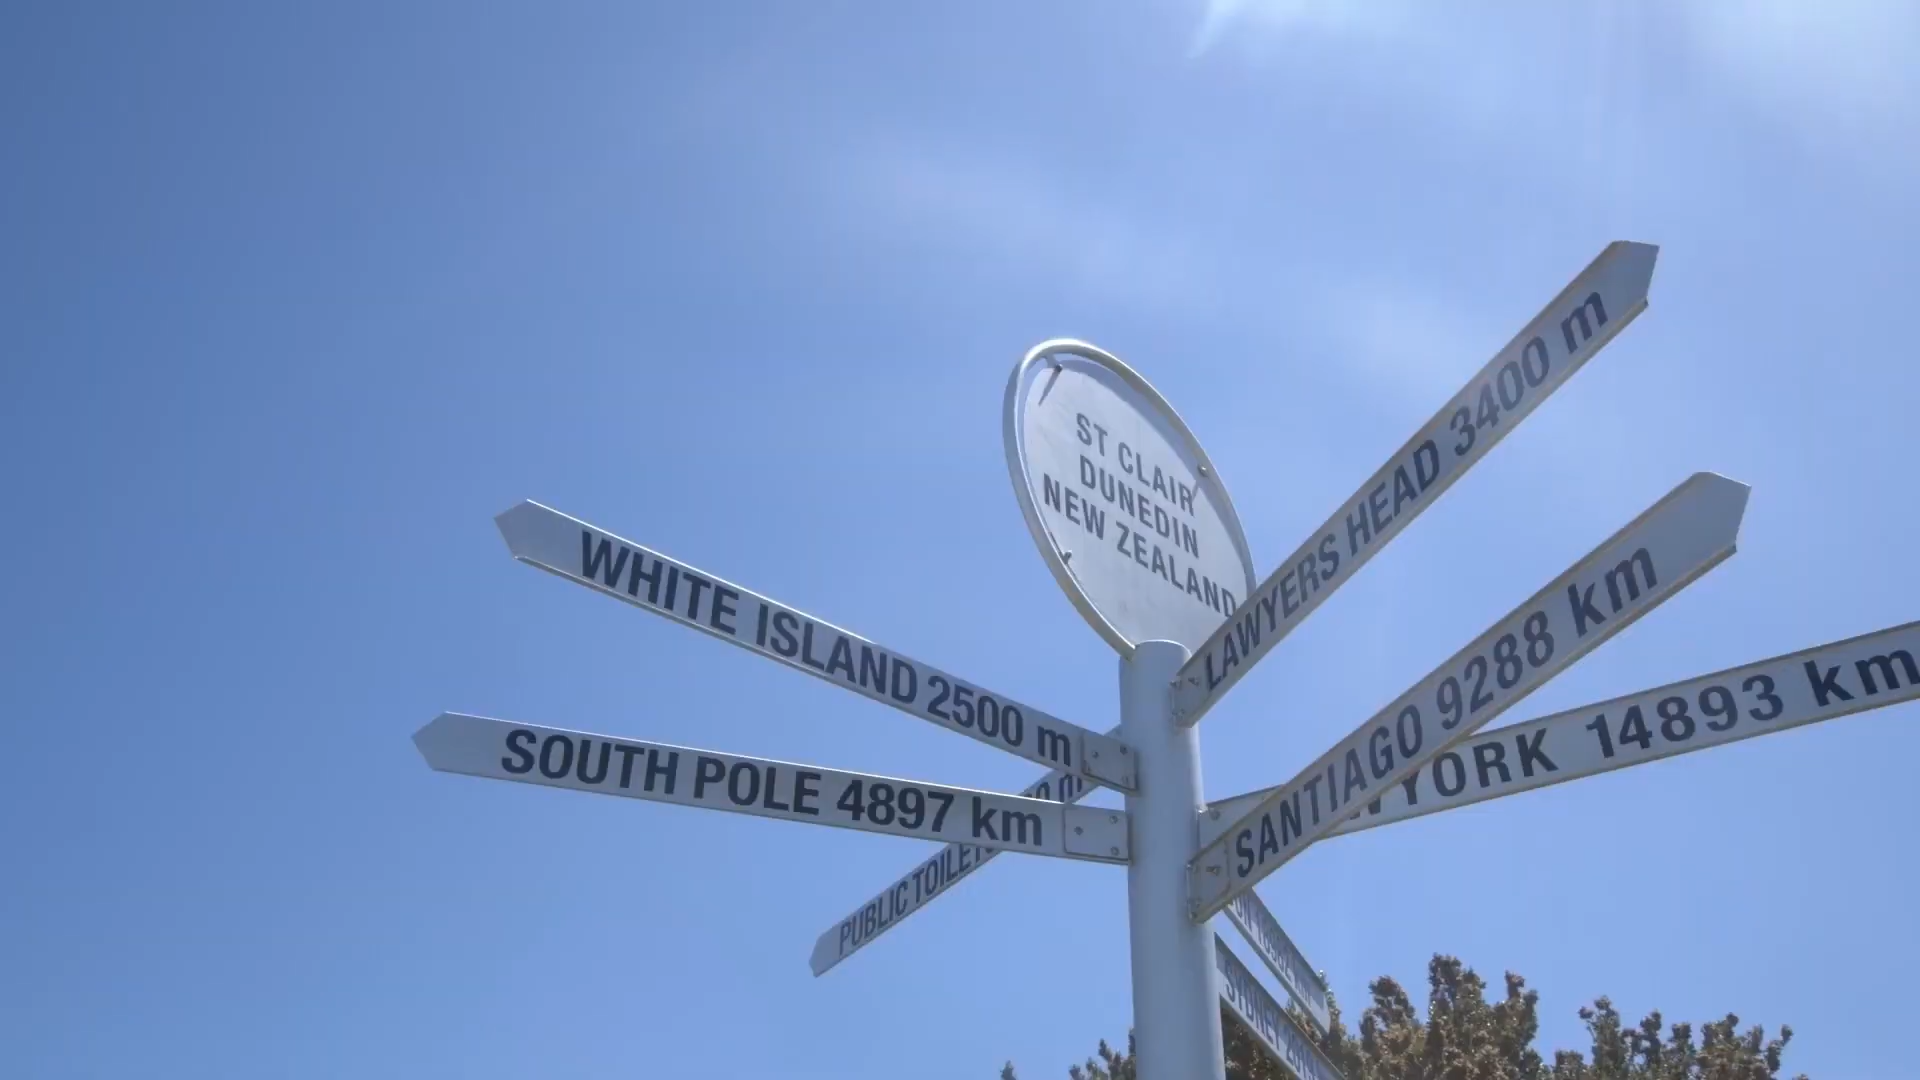 ST CLAIR
DUNEDIN
NEW ZEALAND
LAWYERS HEAD 3400 m
WHITE ISLAND 2500 m
SANTIAGO 9288 km
YORK 14893 km
SOUTH POLE 4897 km
PUBLIC
SYDNEY